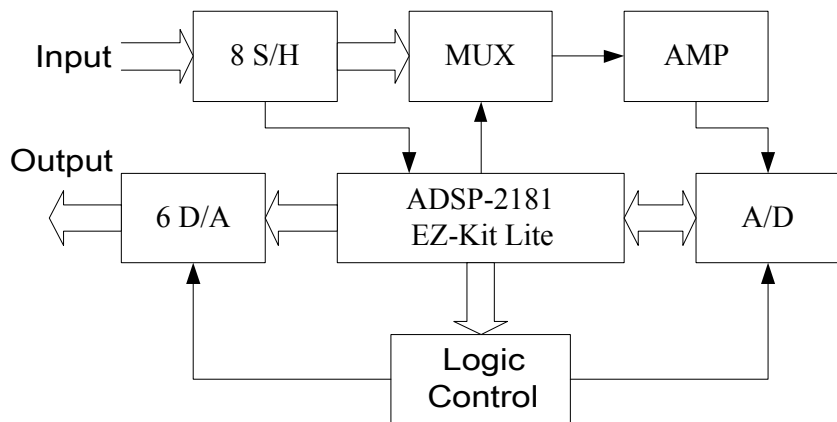 Input
8 S/H
MUX
AMP
Output
6 D/A
ADSP-2181
EZ-Kit Lite
A/D
Logic
Control